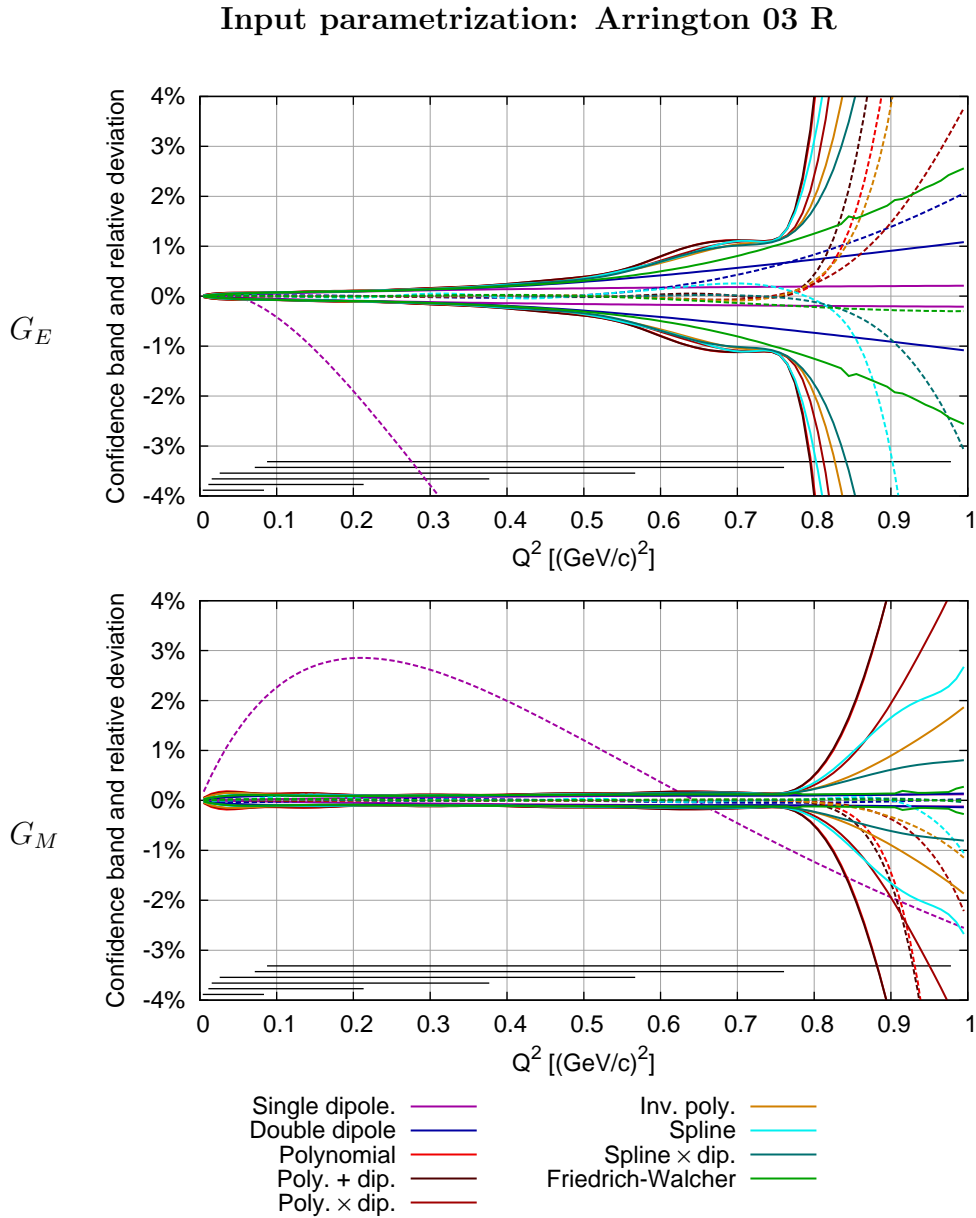 Input parametrization: Arrington 03 R
4%
3%
2%
1%
0%
-1%
-2%
-3%
-4%
Confidence band and relative deviation
G_E
0 0.1 0.2 0.3 0.4 0.5 0.6 0.7 0.8 0.9 1
Q^2 [(GeV/c)^2]
4%
3%
2%
1%
0%
-1%
-2%
-3%
-4%
Confidence band and relative deviation
G_M
0 0.1 0.2 0.3 0.4 0.5 0.6 0.7 0.8 0.9 1
Q^2 [(GeV/c)^2]
Single dipole.
Double dipole
Polynomial
Poly. + dip.
Poly. × dip.
Inv. poly.
Spline
Spline × dip.
Friedrich-Walcher